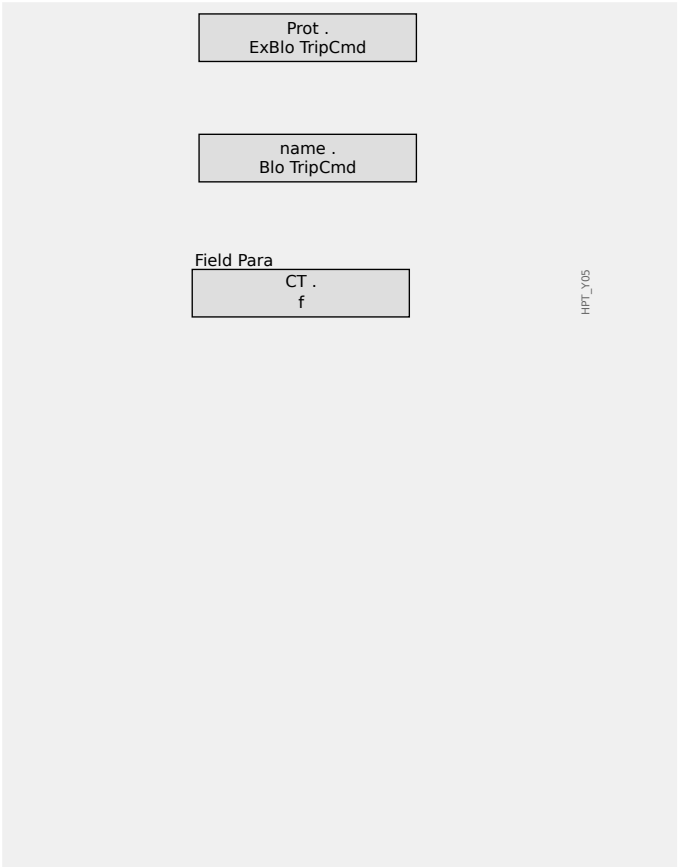 Prot .
ExBlo TripCmd
name .
Blo TripCmd
Field Para
CT .
f
HPT_Y05